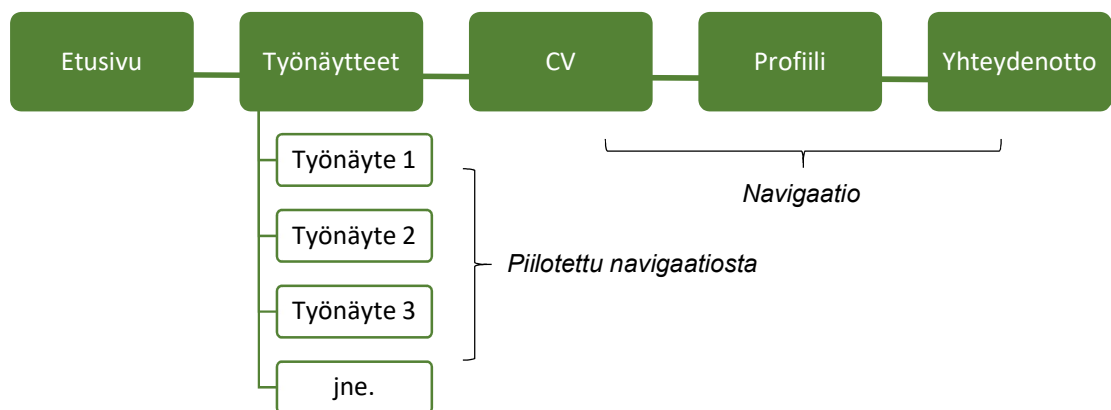 Etusivu
Työnäytteet
CV
Profiili
Yhteydenotto
Työnäyte 1
Navigaatio
Työnäyte 2
Piilotettu navigaatiosta
Työnäyte 3
jne.